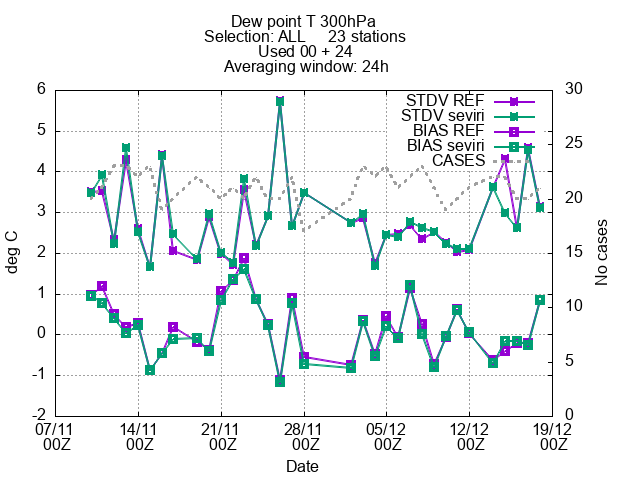 Dew point T 300hPa
Selection: ALL 23 stations
Used 00 + 24
Averaging window: 24h
6 30
STDV REF
STDV seviri
BIAS REF
BIAS seviri
CASES
5 25
4 20
3
2 15
1 10
0
-1 5
-2 0
deg C
No cases
07/11 14/11 21/11 28/11 05/12 12/12 19/12
00Z 00Z 00Z 00Z 00Z 00Z 00Z
Date